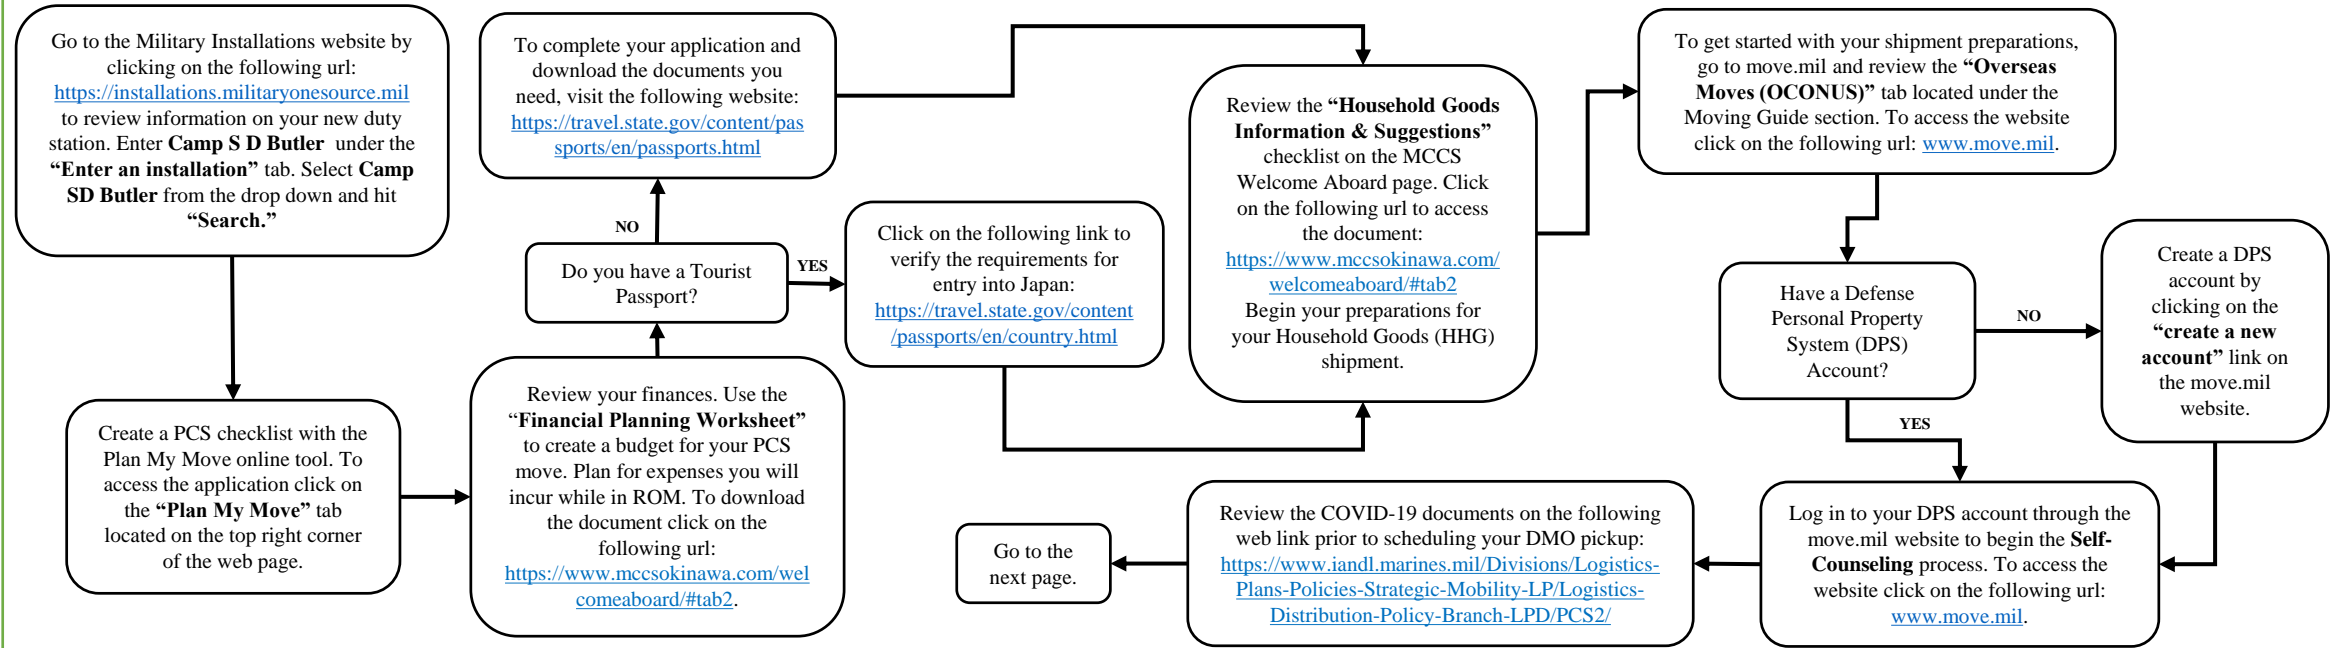 Go to the Military Installations website by
clicking on the following url:
https://installations.militaryonesource.mil
to review information on your new duty
station. Enter Camp S D Butler under the
“Enter an installation” tab. Select Camp
SD Butler from the drop down and hit
“Search.”
Create a PCS checklist with the
Plan My Move online tool. To
access the application click on
the “Plan My Move” tab
located on the top right corner
of the web page.
Review your finances. Use the
“Financial Planning Worksheet”
to create a budget for your PCS
move. Plan for expenses you will
incur while in ROM. To download
the document click on the
following url:
https://www.mccsokinawa.com/wel
comeaboard/#tab2.
Do you have a Tourist
Passport?
NO
To complete your application and
download the documents you
need, visit the following website:
https://travel.state.gov/content/pas
sports/en/passports.html
YES
Click on the following link to
verify the requirements for
entry into Japan:
https://travel.state.gov/content
/passports/en/country.html
Review the “Household Goods
Information & Suggestions”
checklist on the MCCS
Welcome Aboard page. Click
on the following url to access
the document:
https://www.mccsokinawa.com/
welcomeaboard/#tab2
Begin your preparations for
your Household Goods (HHG)
shipment.
To get started with your shipment preparations,
go to move.mil and review the “Overseas
Moves (OCONUS)” tab located under the
Moving Guide section. To access the website
click on the following url: www.move.mil.
Have a Defense
Personal Property
System (DPS)
Account?
NO
Create a DPS
account by
clicking on the
“create a new
account” link on
the move.mil
website.
YES
Log in to your DPS account through the
move.mil website to begin the Self-
Counseling process. To access the
website click on the following url:
www.move.mil.
Review the COVID-19 documents on the following
web link prior to scheduling your DMO pickup:
https://www.iandl.marines.mil/Divisions/Logistics-
Plans-Policies-Strategic-Mobility-LP/Logistics-
Distribution-Policy-Branch-LPD/PCS2/
Go to the
next page.